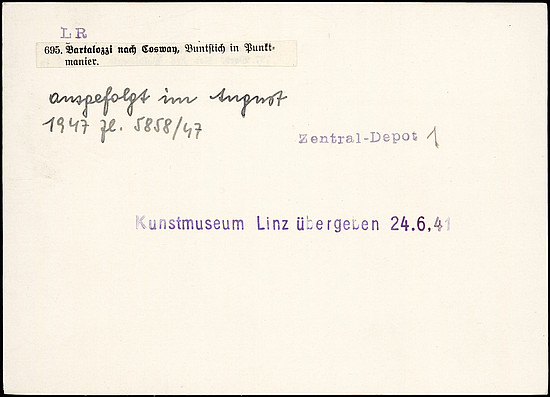 LR
695. Bartalozzi nach Cosway, Buntstich in Punkt-
manier.
ausgefolgt im August
1947 Zl. 5858/47
Zentral-Depot 1
Kunstmuseum Linz übergeben 24.6.41